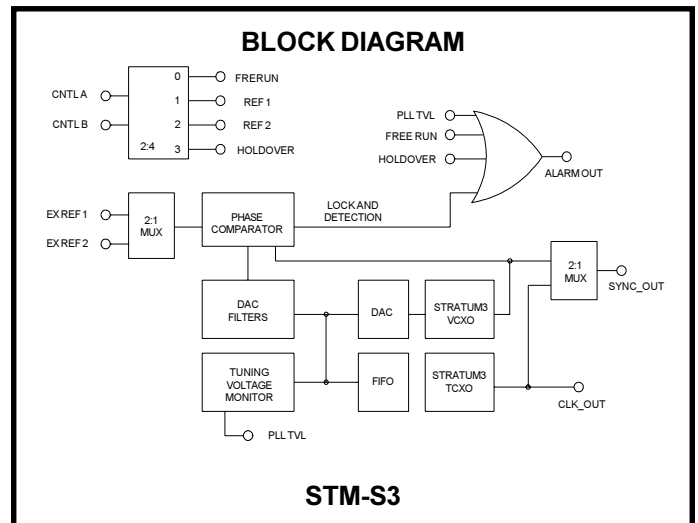 BLOCK DIAGRAM
CNTL A
CNTL B
0
1
2
3
2:4
FRERUN
REF 1
REF 2
HOLDOVER
PLL TVL
FREE RUN
HOLDOVER
ALARM OUT
EX REF 1
EX REF 2
2:1
MUX
PHASE
COMPARATOR
LOCK AND
DETECTION
DAC
FILTERS
DAC
STRATUM3
VCXO
2:1
MUX
SYNC_OUT
TUNING
VOLTAGE
MONITOR
FIFO
STRATUM3
TCXO
CLK_OUT
PLL TVL
STM-S3